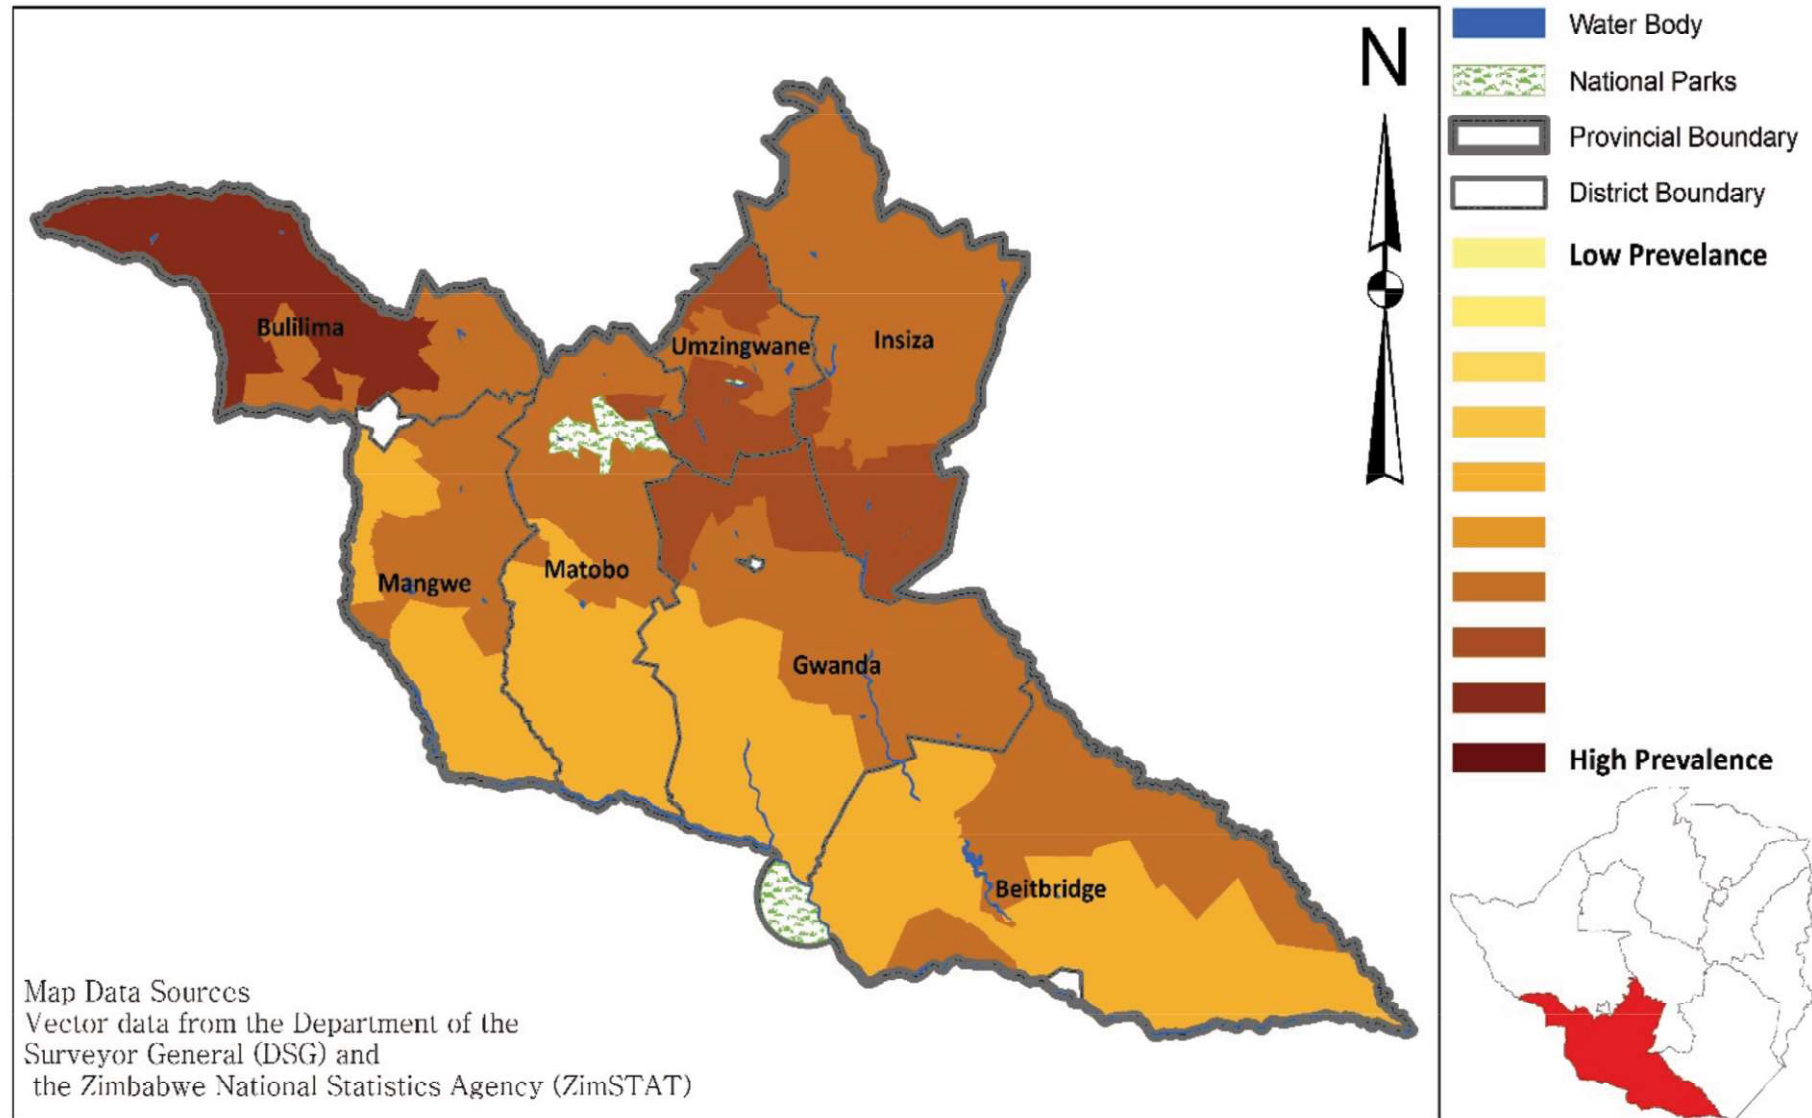 N
Bulilima
Umzingwane
Insiza
Mangwe
Matobo
Gwanda
Beitbridge
Map Data Sources
Vector data from the Department of the
Surveyor General (DSG) and
the Zimbabwe National Statistics Agency (ZimSTAT)
Water Body
National Parks
Provincial Boundary
District Boundary
Low Prevelance
High Prevalence